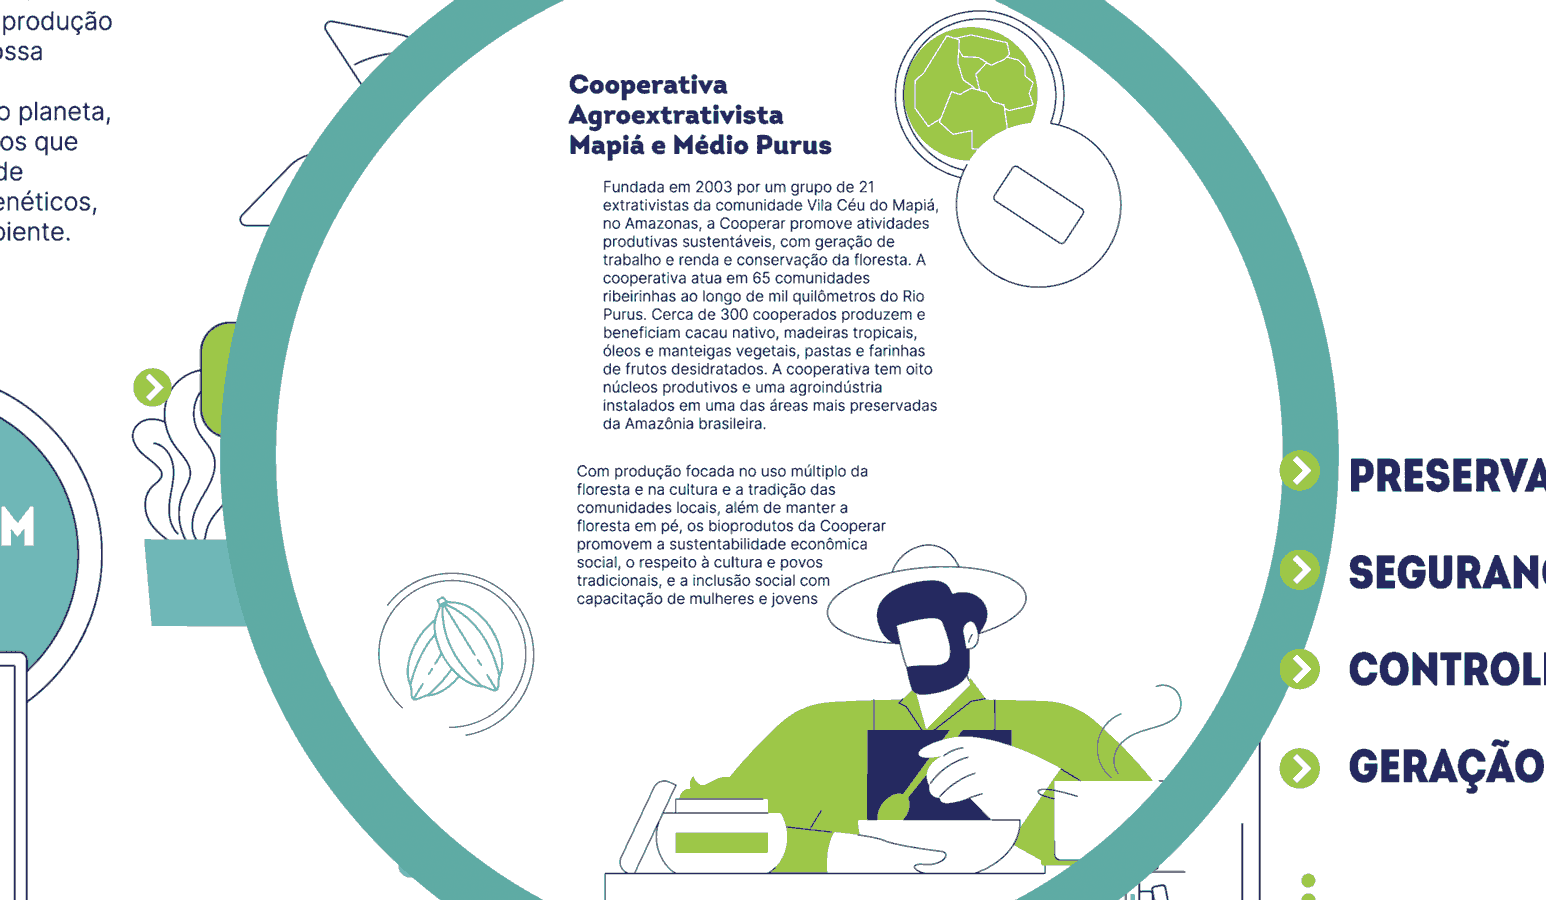 produção
ossa
o planeta,
os que
de
enéticos,
piente.
M
Cooperativa
Agroextrativista
Mapiá e Médio Purus
Fundada em 2003 por um grupo de 21
extrativistas da comunidade Vila Céu do Mapiá,
no Amazonas, a Cooperar promove atividades
produtivas sustentáveis, com geração de
trabalho e renda e conservação da floresta. A
cooperativa atua em 65 comunidades
ribeirinhas ao longo de mil quilômetros do Rio
Purus. Cerca de 300 cooperados produzem e
beneficiam cacau nativo, madeiras tropicais,
óleos e manteigas vegetais, pastas e farinhas
de frutos desidratados. A cooperativa tem oito
núcleos produtivos e uma agroindústria
instalados em uma das áreas mais preservadas
da Amazônia brasileira.
Com produção focada no uso múltiplo da
floresta e na cultura e a tradição das
comunidades locais, além de manter a
floresta em pé, os bioprodutos da Cooperar
promovem a sustentabilidade econômica
social, o respeito à cultura e povos
tradicionais, e a inclusão social com
capacitação de mulheres e jovens
PRESERVA
SEGURANÇ
CONTROLE
GERAÇÃO